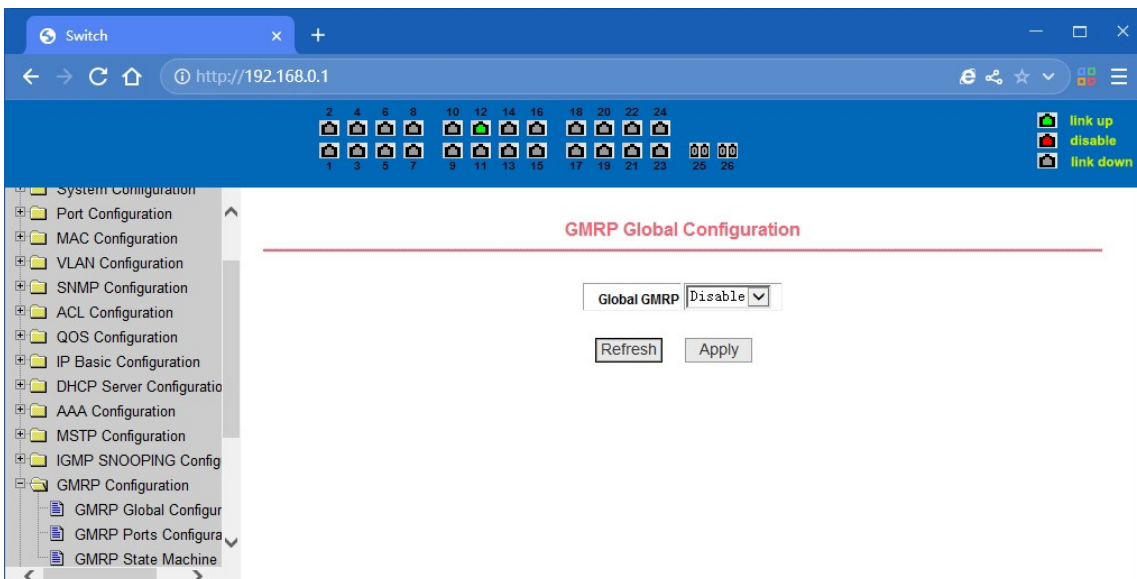 Switch
http://192.168.0.1
2 4 6 8 10 12 14 16 18 20 22 24
1 3 5 7 9 11 13 15 17 19 21 23 25 26
link up
disable
link down
System Configuration
Port Configuration
MAC Configuration
VLAN Configuration
SNMP Configuration
ACL Configuration
QOS Configuration
IP Basic Configuration
DHCP Server Configuratio
AAA Configuration
MSTP Configuration
IGMP SNOOPING Config
GMRP Configuration
GMRP Global Configur
GMRP Ports Configura
GMRP State Machine
GMRP Global Configuration
Global GMRP Disable
Refresh Apply